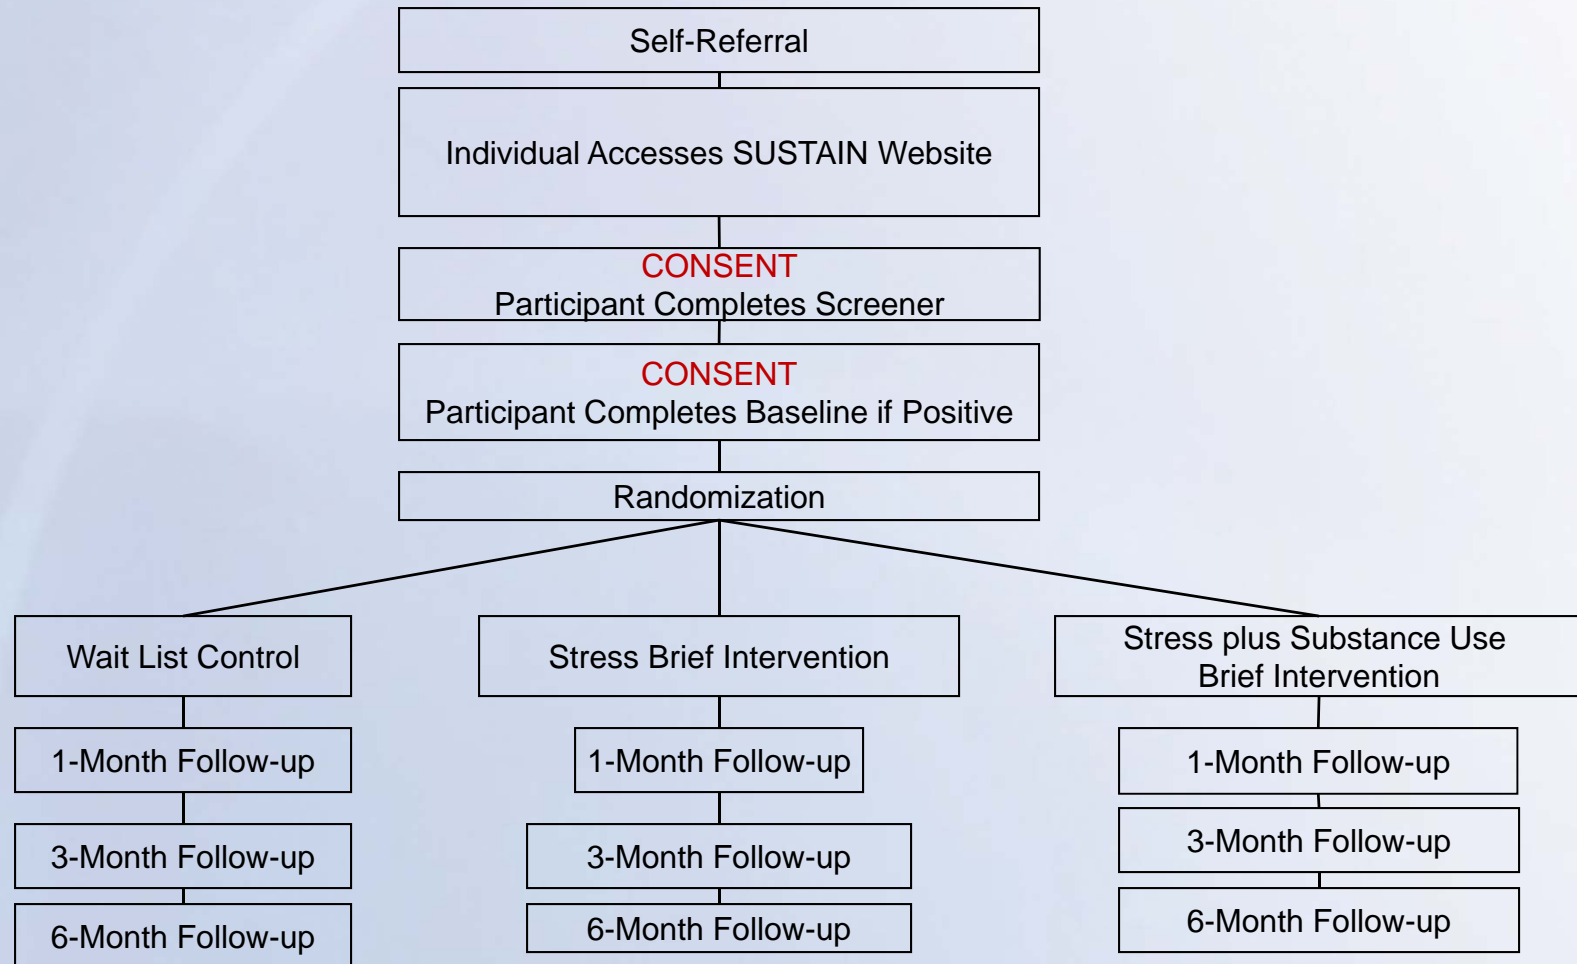 Self-Referral
Individual Accesses SUSTAIN Website
CONSENT
Participant Completes Screener
CONSENT
Participant Completes Baseline if Positive
Randomization
Wait List Control
Stress Brief Intervention
Stress plus Substance Use
Brief Intervention
1-Month Follow-up
1-Month Follow-up
1-Month Follow-up
3-Month Follow-up
3-Month Follow-up
3-Month Follow-up
6-Month Follow-up
6-Month Follow-up
6-Month Follow-up